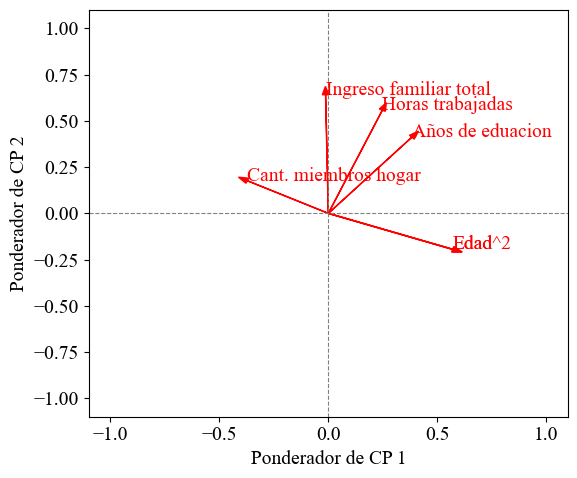 1.00
0.75
0.50
0.25
0.00
−0.25
−0.50
−0.75
−1.00
Ponderador de CP 2
Ingreso familiar total
Horas trabajadas
Años de eduacion
Cant. miembros hogar
Edad^2
−1.0
−0.5
0.0
0.5
1.0
Ponderador de CP 1